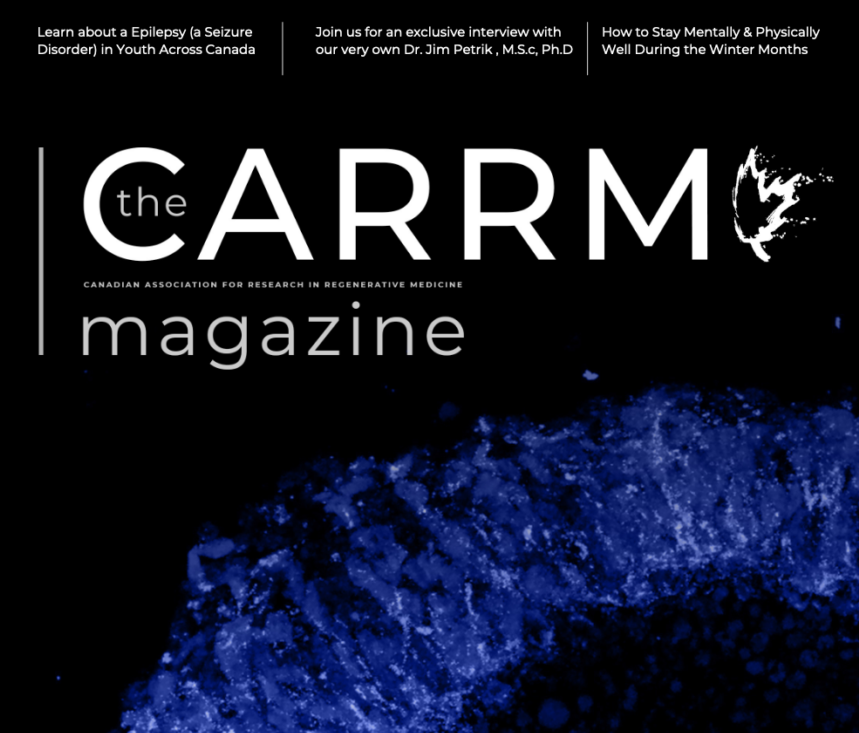 Learn about a Epilepsy (a Seizure
Disorder) in Youth Across Canada
Join us for an exclusive interview with
our very own Dr. Jim Petrik , M.S.c, Ph.D
How to Stay Mentally & Physically
Well During the Winter Months
the
CARRM
CANADIAN ASSOCIATION FOR RESEARCH IN REGENERATIVE MEDICINE
magazine